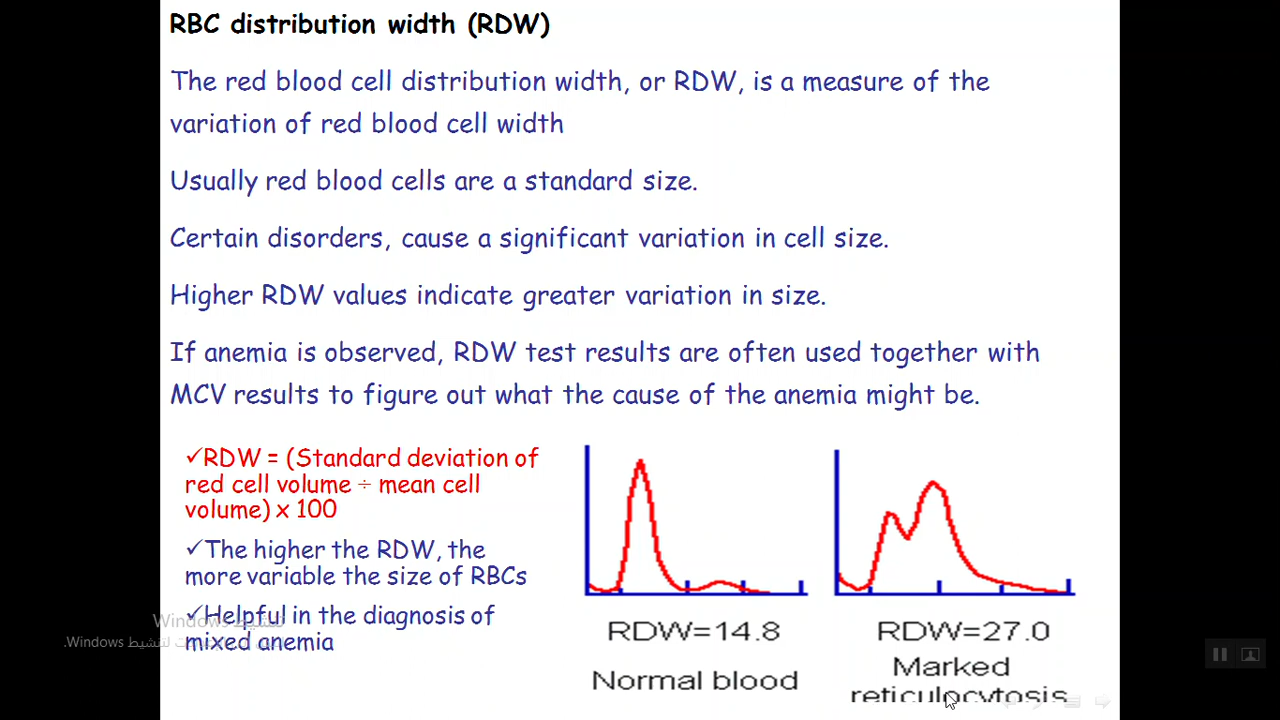 RBC distribution width (RDW)
The red blood cell distribution width, or RDW, is a measure of the
variation of red blood cell width
Usually red blood cells are a standard size.
Certain disorders, cause a significant variation in cell size.
Higher RDW values indicate greater variation in size.
If anemia is observed, RDW test results are often used together with
MCV results to figure out what the cause of the anemia might be.
✓RDW = (Standard deviation of
red cell volume ÷ mean cell
volume) x 100
✓The higher the RDW, the
more variable the size of RBCs
✓Helpful in the diagnosis of
mixed anemia
تنشيط Windows
لتنشيط Windows.
RDW=14.8
Normal blood
RDW=27.0
Marked
reticulocytosis